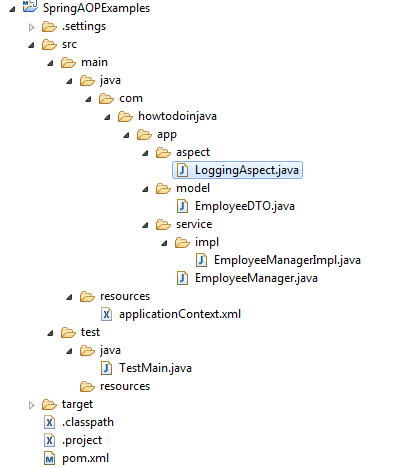 SpringAOPExamples
.settings
src
main
java
com
howtodoinjava
app
aspect
LoggingAspect.java
model
EmployeeDTO.java
service
impl
EmployeeManagerImpl.java
EmployeeManager.java
resources
applicationContext.xml
test
java
TestMain.java
resources
target
.classpath
.project
pom.xml